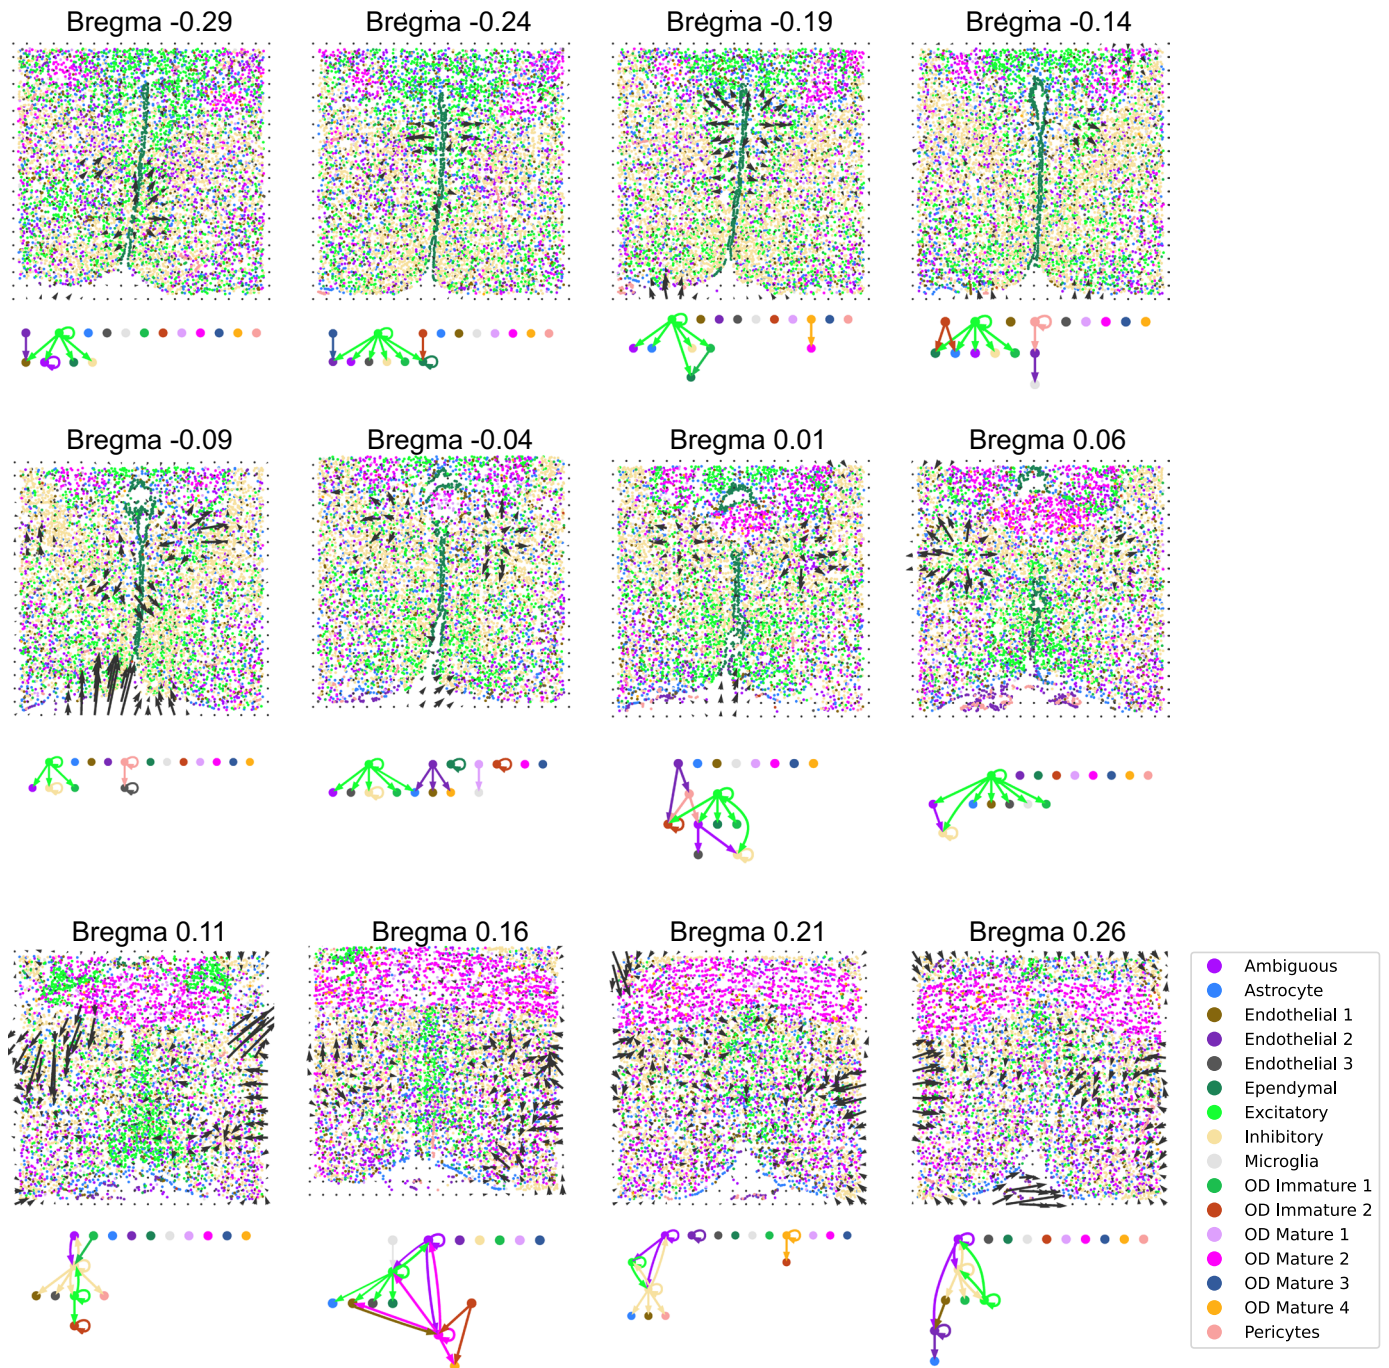 Bregma -0.29
Bregma -0.24
Bregma -0.19
Bregma -0.14
Bregma -0.09
Bregma -0.04
Bregma 0.01
Bregma 0.06
Bregma 0.11
Bregma 0.16
Bregma 0.21
Bregma 0.26
Ambiguous
Astrocyte
Endothelial 1
Endothelial 2
Endothelial 3
Ependymal
Excitatory
Inhibitory
Microglia
OD Immature 1
OD Immature 2
OD Mature 1
OD Mature 2
OD Mature 3
OD Mature 4
Pericytes